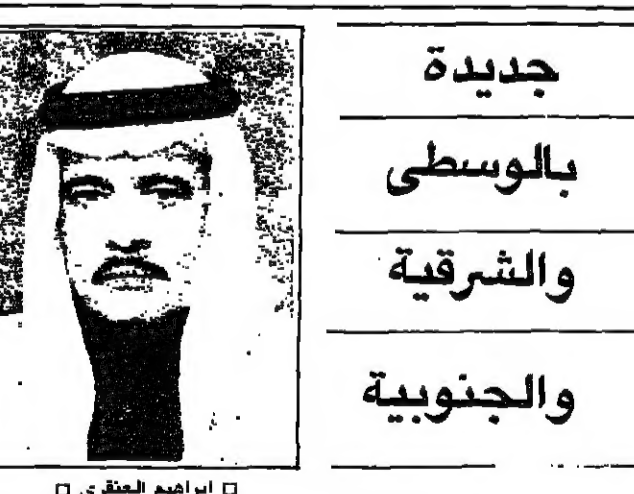 جديدة
بالوسطى
والشرقية
والجنوبية
□ ابراهيم العنقري □